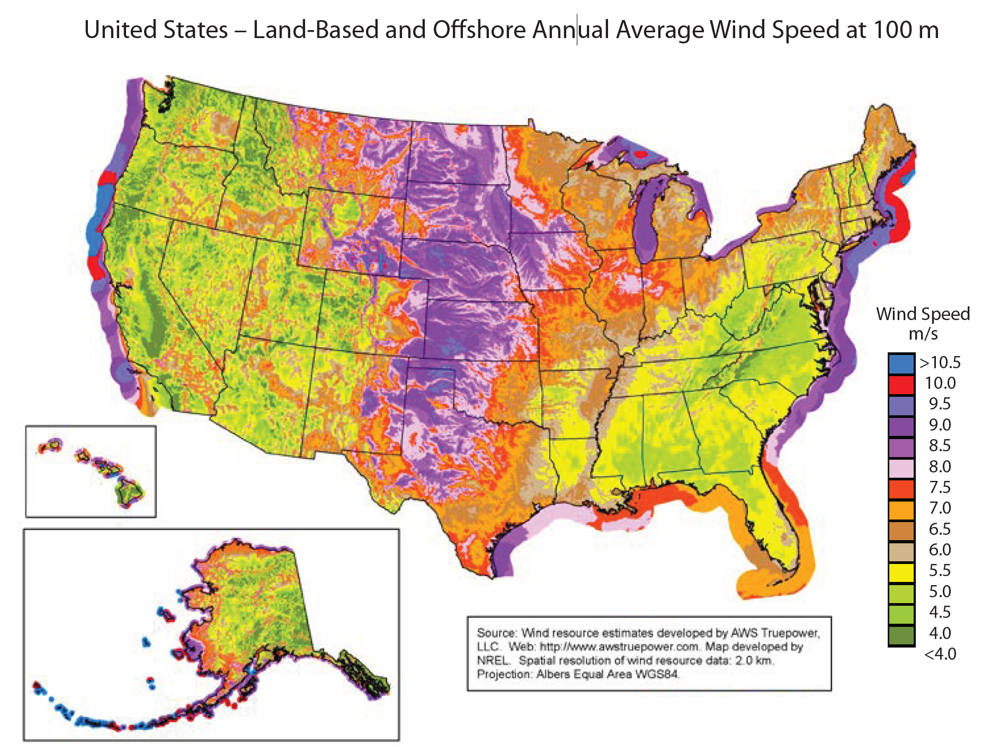 United States – Land-Based and Offshore Annual Average Wind Speed at 100 m
Wind Speed
m/s
>10.5
10.0
9.5
9.0
8.5
8.0
7.5
7.0
6.5
6.0
5.5
5.0
4.5
4.0
<4.0
Source: Wind resource estimates developed by AWS Truepower,
LLC. Web: http://www.awstruepower.com. Map developed by
NREL. Spatial resolution of wind resource data: 2.0 km.
Projection: Albers Equal Area WGS84.